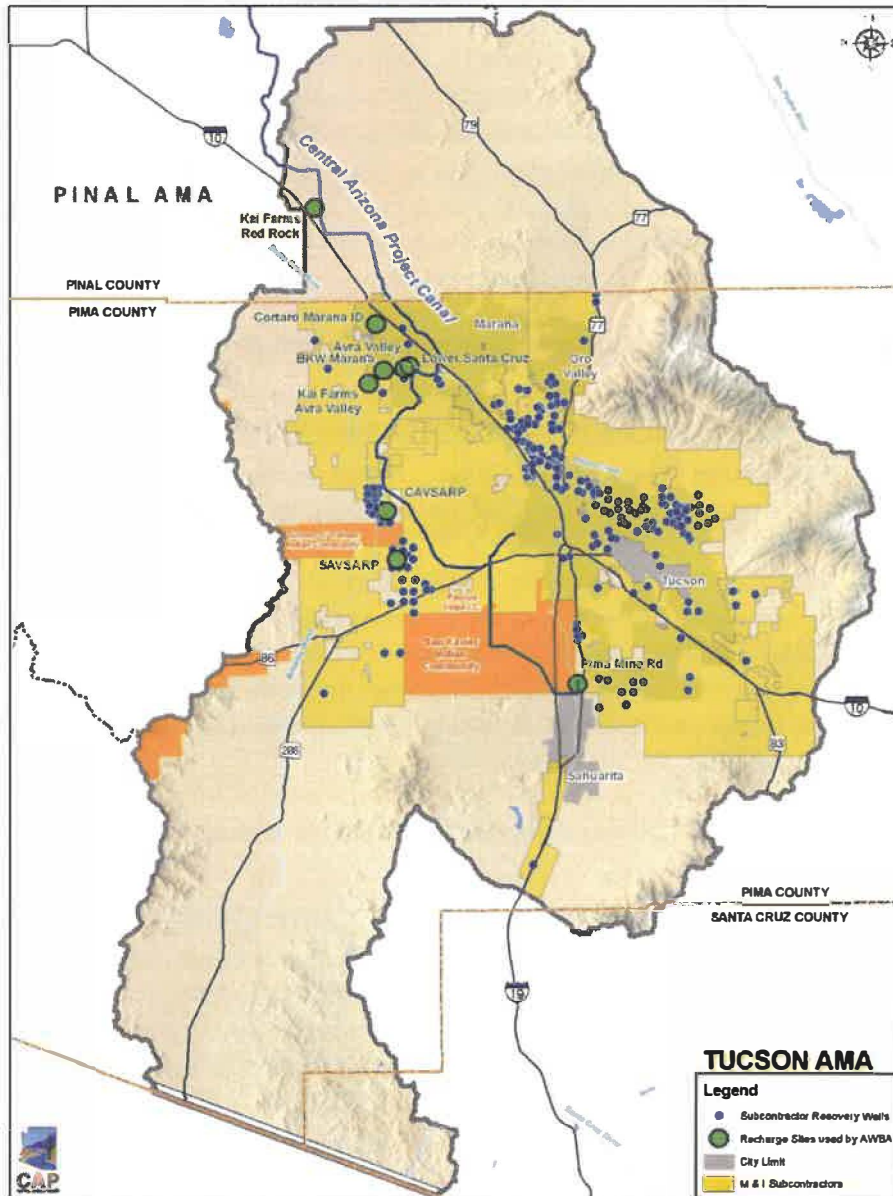 10
79
77
PINAL AMA
Central Arizona Project Canal
Kai Farms
Red Rock
PINAL COUNTY
PIMA COUNTY
77
Cortaro Marana ID
Marana
Avra Valley
BKW Marana
Lower Santa Cruz
Oro
Valley
Kai Farms
Avra Valley
CAVSARP
SAVSARP
Tucson
Community
Pima Mine Rd
86
10
286
83
Sahuarita
PIMA COUNTY
SANTA CRUZ COUNTY
19
TUCSON AMA
Legend
Subcontractor Recovery Wells
Recharge Sites used by AWBA
City Limit
M & I Subcontractors
CAP